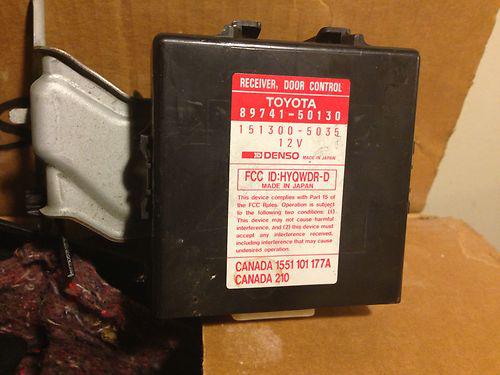 RECEIVER, DOOR CONTROL
TOYOTA
89741-50130
151300-5035
12V
DENSO MADE IN JAPAN
FCC ID:HYQWDR-D
MADE IN JAPAN
This device complies with Part 15 of
the FCC Rules. Operation is subject
to the following two conditions: (1)
This device may not cause harmful
interference, and (2) this device must
accept any interference received,
including interference that may cause
undesired operation.
CANADA 1551 101 177A
CANADA 210